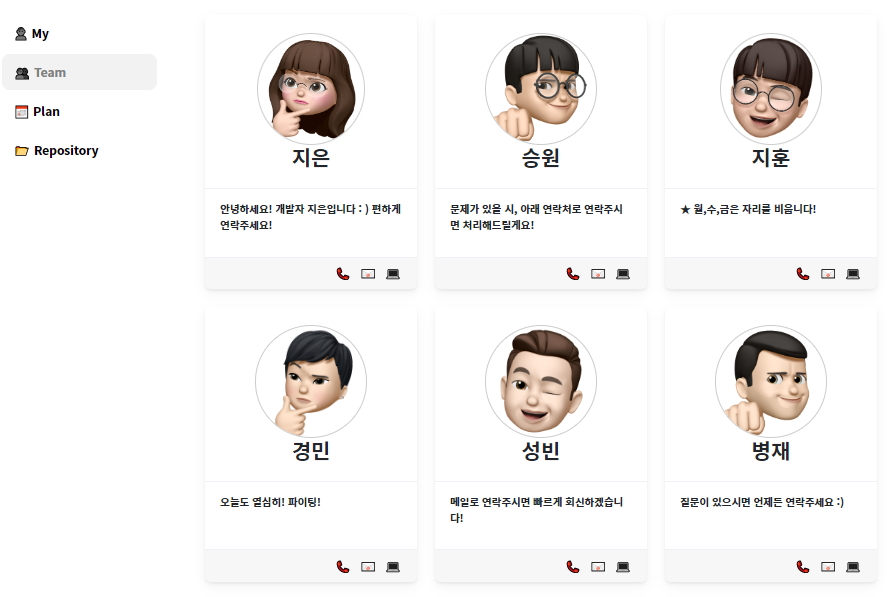 My
Team
Plan
Repository
지은
안녕하세요! 개발자 지은입니다 : ) 편하게
연락주세요!
승원
문제가 있을 시, 아래 연락처로 연락주시
면 처리해드릴게요!
지훈
★ 월,수,금은 자리를 비웁니다!
경민
오늘도 열심히! 파이팅!
성빈
메일로 연락주시면 빠르게 회신하겠습니
다!
병재
질문이 있으시면 언제든 연락주세요 :)